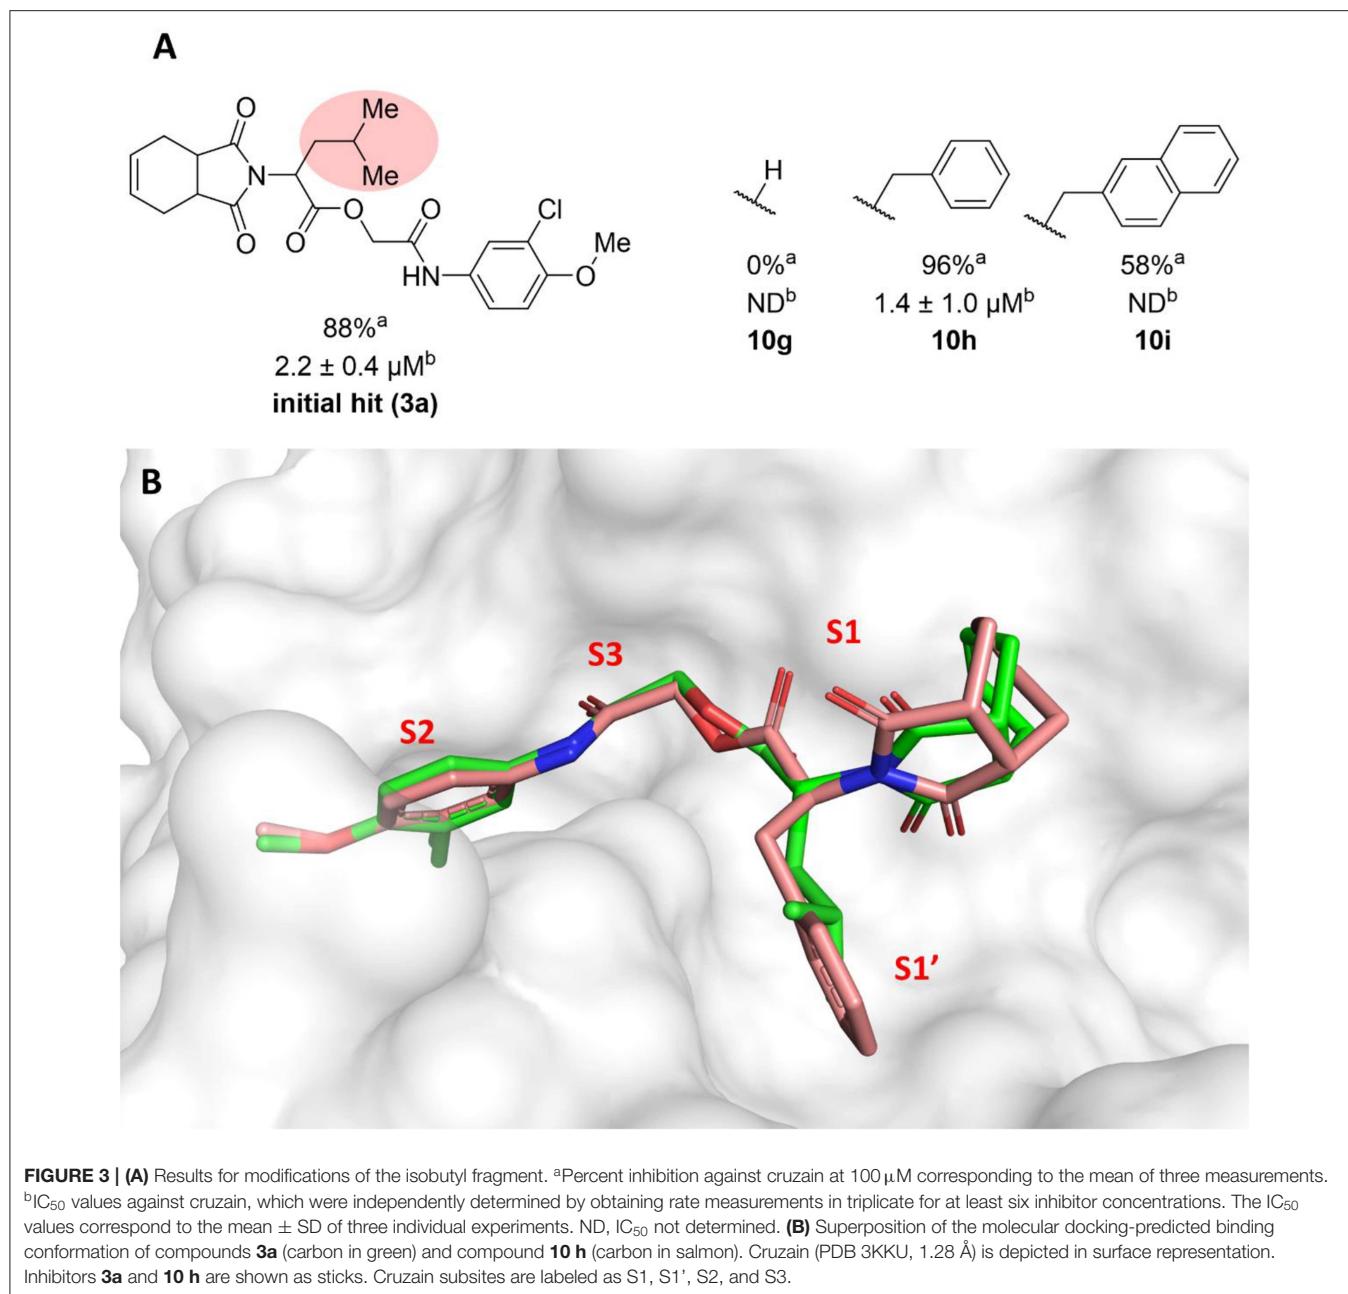 A
O
Me
N
Me
O
O
O
O
Cl
Me
O
HN
O
88%ᵃ
2.2 ± 0.4 µMᵇ
initial hit (3a)
H
0%ᵃ
NDᵇ
10g
96%ᵃ
1.4 ± 1.0 µMᵇ
10h
58%ᵃ
NDᵇ
10i
B
S1
S3
S2
S1’
FIGURE 3 | (A) Results for modifications of the isobutyl fragment. ᵃPercent inhibition against cruzain at 100 µM corresponding to the mean of three measurements.
ᵇIC₅₀ values against cruzain, which were independently determined by obtaining rate measurements in triplicate for at least six inhibitor concentrations. The IC₅₀
values correspond to the mean ± SD of three individual experiments. ND, IC₅₀ not determined. (B) Superposition of the molecular docking-predicted binding
conformation of compounds 3a (carbon in green) and compound 10 h (carbon in salmon). Cruzain (PDB 3KKU, 1.28 Å) is depicted in surface representation.
Inhibitors 3a and 10 h are shown as sticks. Cruzain subsites are labeled as S1, S1’, S2, and S3.